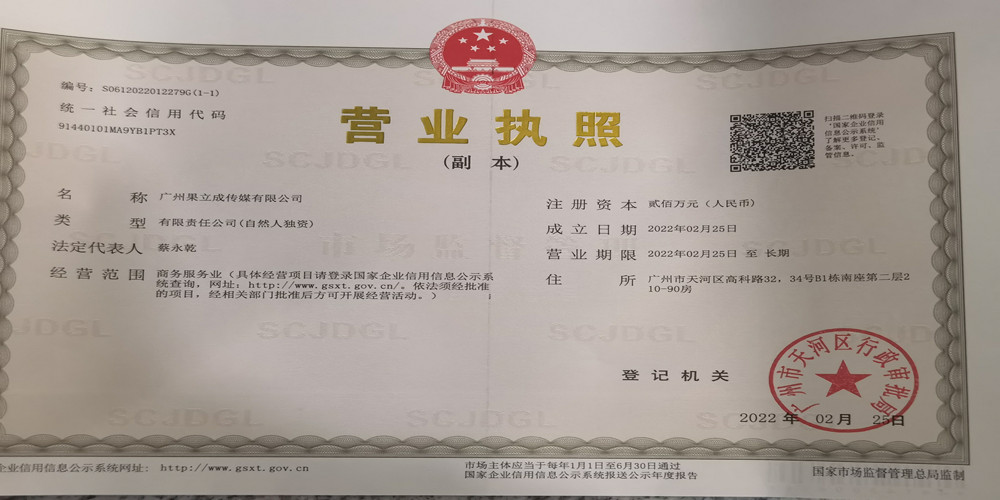 编号：S0612022012279G(1-1)
统一社会信用代码
91440101MA9YB1PT3X
营业执照
（副 本）
扫描二维码登录
“国家企业信用
信息公示系统”
了解更多登记、
备案、许可、监
管信息。
名 称 广州果立成传媒有限公司
类 型 有限责任公司(自然人独资)
法定代表人 蔡永乾
经营范围 商务服务业（具体经营项目请登录国家企业信用信息公示系
统查询，网址：http://www.gsxt.gov.cn/。依法须经批准
的项目，经相关部门批准后方可开展经营活动。）
注册资本 贰佰万元（人民币）
成立日期 2022年02月25日
营业期限 2022年02月25日 至 长期
住 所 广州市天河区高科路32，34号B1栋南座第二层2
10-90房
SCJDGL
市场监督管理
登记机关
广州市天河区行政审批局
2022 年 02月 25日
企业信用信息公示系统网址：http://www.gsxt.gov.cn
市场主体应当于每年1月1日至6月30日通过
国家企业信用信息公示系统报送公示年度报告
国家市场监督管理总局监制